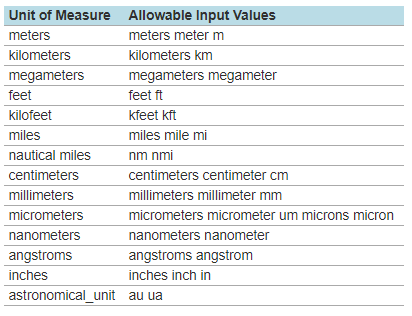 Unit of Measure Allowable Input Values
meters meters meter m
kilometers kilometers km
megameters megameters megameter
feet feet ft
kilofeet kfeet kft
miles miles mile mi
nautical miles nm nmi
centimeters centimeters centimeter cm
millimeters millimeters millimeter mm
micrometers micrometers micrometer um microns micron
nanometers nanometers nanometer
angstroms angstroms angstrom
inches inches inch in
astronomical_unit au ua